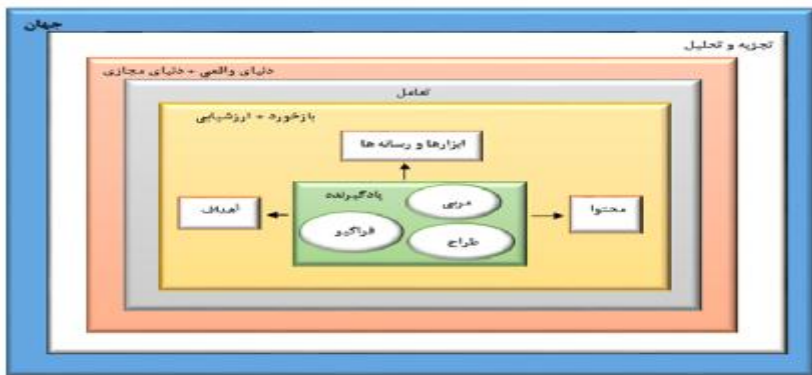 جهان
تجزیه و تحلیل
دنیای واقعی + دنیای مجازی
تعامل
بازخورد + ارزشیابی
ابزارها و رسانه ها
یادگیرنده
مربی
اهداف
فراگیر
محتوا
طراح